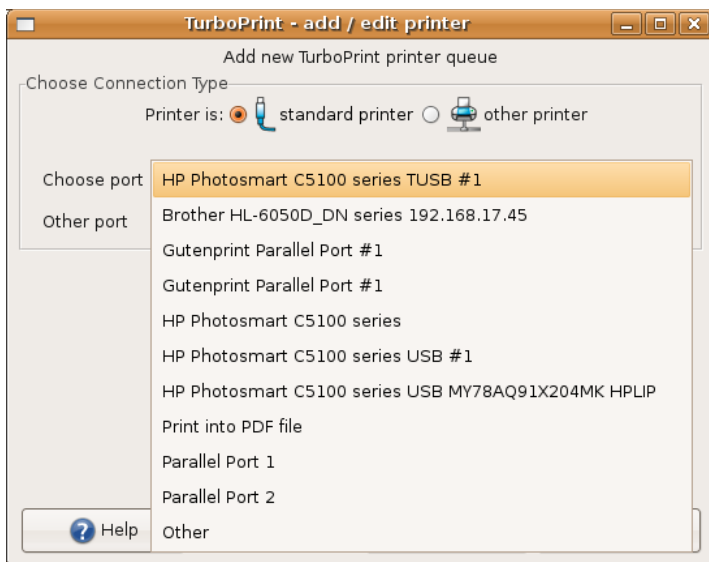 TurboPrint - add / edit printer
Add new TurboPrint printer queue
Choose Connection Type
Printer is: standard printer other printer
Choose port HP Photosmart C5100 series TUSB #1
Other port Brother HL-6050D_DN series 192.168.17.45
Gutenprint Parallel Port #1
Gutenprint Parallel Port #1
HP Photosmart C5100 series
HP Photosmart C5100 series USB #1
HP Photosmart C5100 series USB MY78AQ91X204MK HPLIP
Print into PDF file
Parallel Port 1
Parallel Port 2
Help Other